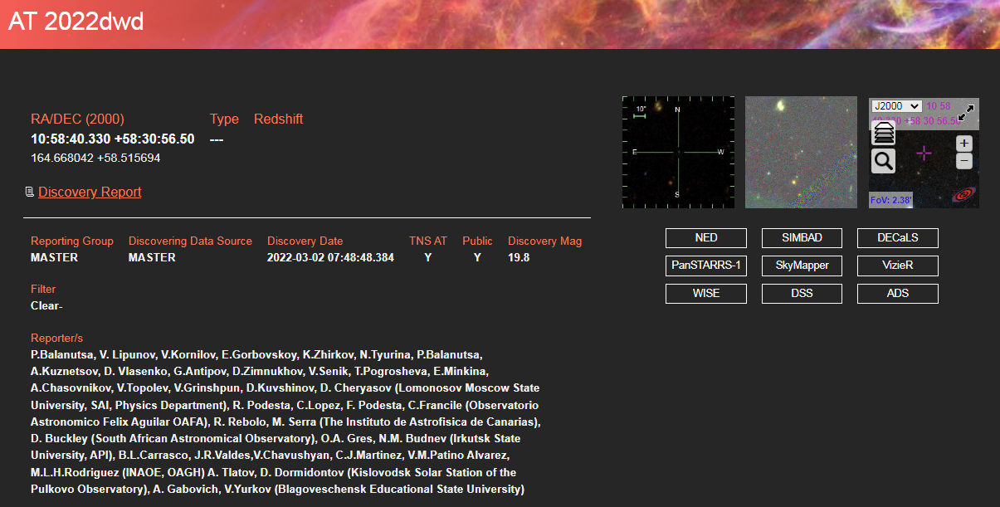 AT 2022dwd
RA/DEC (2000) Type Redshift
10:58:40.330 +58:30:56.50 ---
164.668042 +58.515694
Discovery Report
Reporting Group Discovering Data Source Discovery Date TNS AT Public Discovery Mag
MASTER MASTER 2022-03-02 07:48:48.384 Y Y 19.8
Filter
Clear-
Reporter/s
P.Balanutsa, V. Lipunov, V.Kornilov, E.Gorbovskoy, K.Zhirkov, N.Tyurina, P.Balanutsa,
A.Kuznetsov, D. Vlasenko, G.Antipov, D.Zimnukhov, V.Senik, T.Pogrosheva, E.Minkina,
A.Chasovnikov, V.Topolev, V.Grinshpun, D.Kuvshinov, D. Cheryasov (Lomonosov Moscow State
University, SAI, Physics Department), R. Podesta, C.Lopez, F. Podesta, C.Francile (Observatorio
Astronomico Felix Aguilar OAFA), R. Rebolo, M. Serra (The Instituto de Astrofisica de Canarias),
D. Buckley (South African Astronomical Observatory), O.A. Gres, N.M. Budnev (Irkutsk State
University, API), B.L.Carrasco, J.R.Valdes,V.Chavushyan, C.J.Martinez, V.M.Patino Alvarez,
M.L.H.Rodriguez (INAOE, OAGH) A. Tlatov, D. Dormidontov (Kislovodsk Solar Station of the
Pulkovo Observatory), A. Gabovich, V.Yurkov (Blagoveschensk Educational State University)
10"
N
E W
S
J2000 10 58
40.330 +58 30 56.50
+
−
FoV: 2.38'
NED SIMBAD DECaLS
PanSTARRS-1 SkyMapper VizieR
WISE DSS ADS